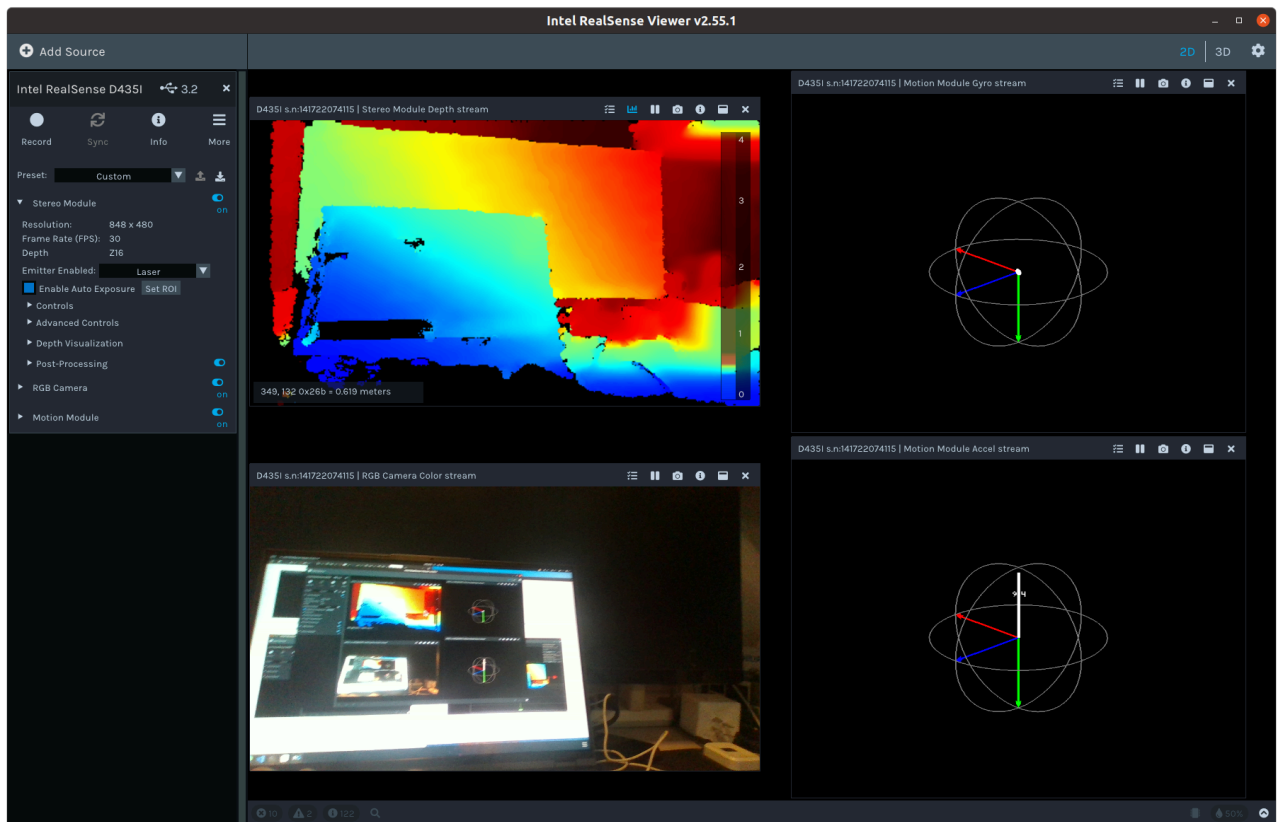 Intel RealSense Viewer v2.55.1
Add Source
2D
3D
Intel RealSense D435I
3.2
Record
Sync
Info
More
Preset:
Custom
Stereo Module
on
Resolution: 848 x 480
Frame Rate (FPS): 30
Depth Z16
Emitter Enabled: Laser
Enable Auto Exposure Set ROI
Controls
Advanced Controls
Depth Visualization
Post-Processing
RGB Camera
on
Motion Module
on
D435I s.n:141722074115 | Stereo Module Depth stream
4
3
2
1
0
349, 132 0x26b = 0.619 meters
D435I s.n:141722074115 | Motion Module Gyro stream
D435I s.n:141722074115 | RGB Camera Color stream
D435I s.n:141722074115 | Motion Module Accel stream
10
2
122
50%